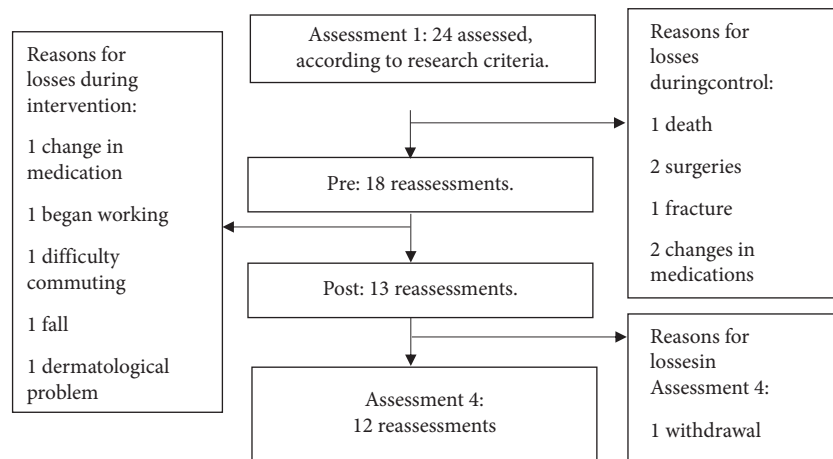 Assessment 1: 24 assessed,
according to research criteria.
Reasons for
losses
duringcontrol:
1 death
2 surgeries
1 fracture
2 changes in
medications
Pre: 18 reassessments.
Reasons for
losses during
intervention:
1 change in
medication
1 began working
1 difficulty
commuting
1 fall
1 dermatological
problem
Post: 13 reassessments.
Reasons for
lossesin
Assessment 4:
1 withdrawal
Assessment 4:
12 reassessments